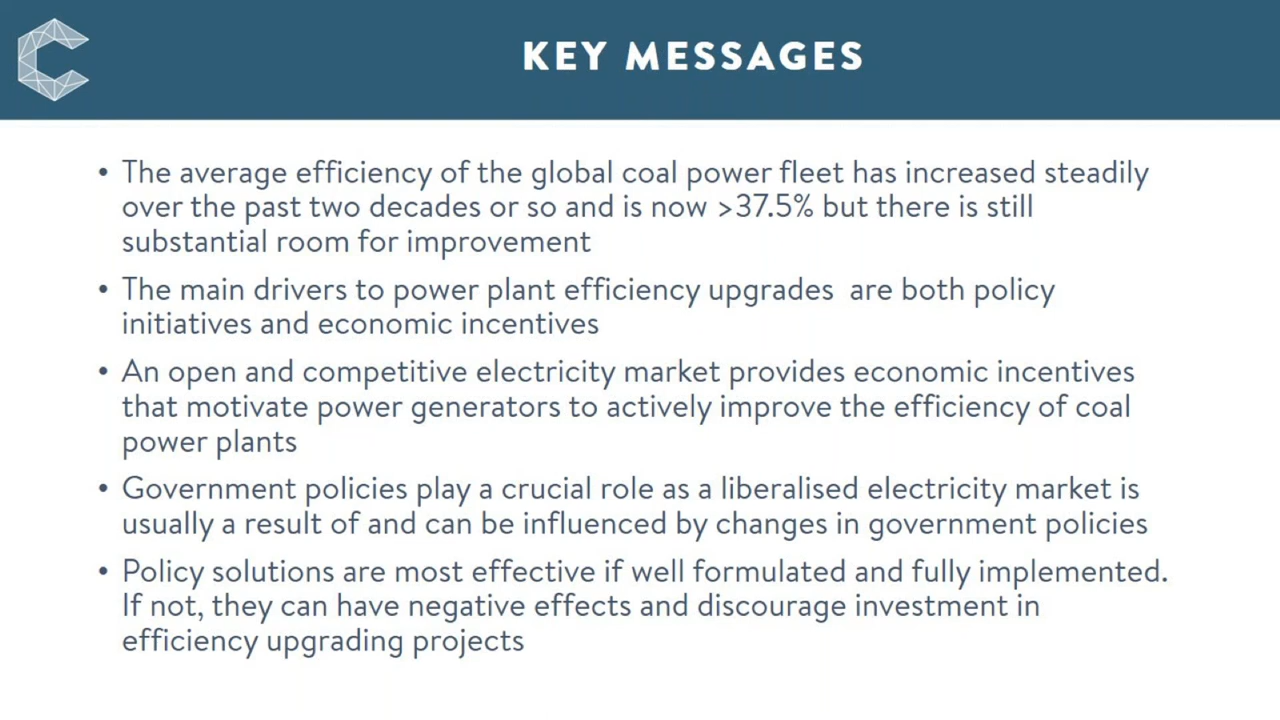 KEY MESSAGES
• The average efficiency of the global coal power fleet has increased steadily
over the past two decades or so and is now >37.5% but there is still
substantial room for improvement
• The main drivers to power plant efficiency upgrades  are both policy
initiatives and economic incentives
• An open and competitive electricity market provides economic incentives
that motivate power generators to actively improve the efficiency of coal
power plants
• Government policies play a crucial role as a liberalised electricity market is
usually a result of and can be influenced by changes in government policies
• Policy solutions are most effective if well formulated and fully implemented.
If not, they can have negative effects and discourage investment in
efficiency upgrading projects